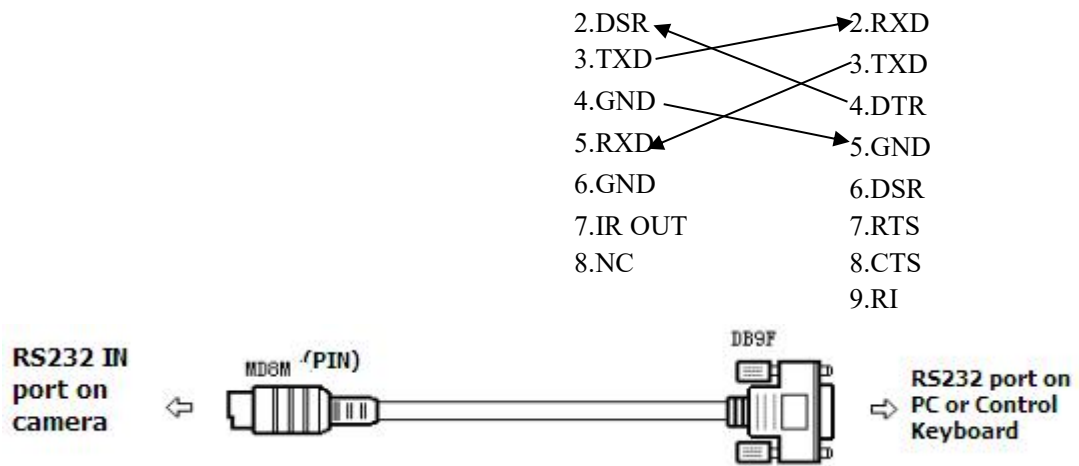 2.DSR 2.RXD
3.TXD 3.TXD
4.GND 4.DTR
5.RXD 5.GND
6.GND 6.DSR
7.IR OUT 7.RTS
8.NC 8.CTS
9.RI
RS232 IN
port on
camera
MD8M (PIN)
DB9F
RS232 port on
PC or Control
Keyboard